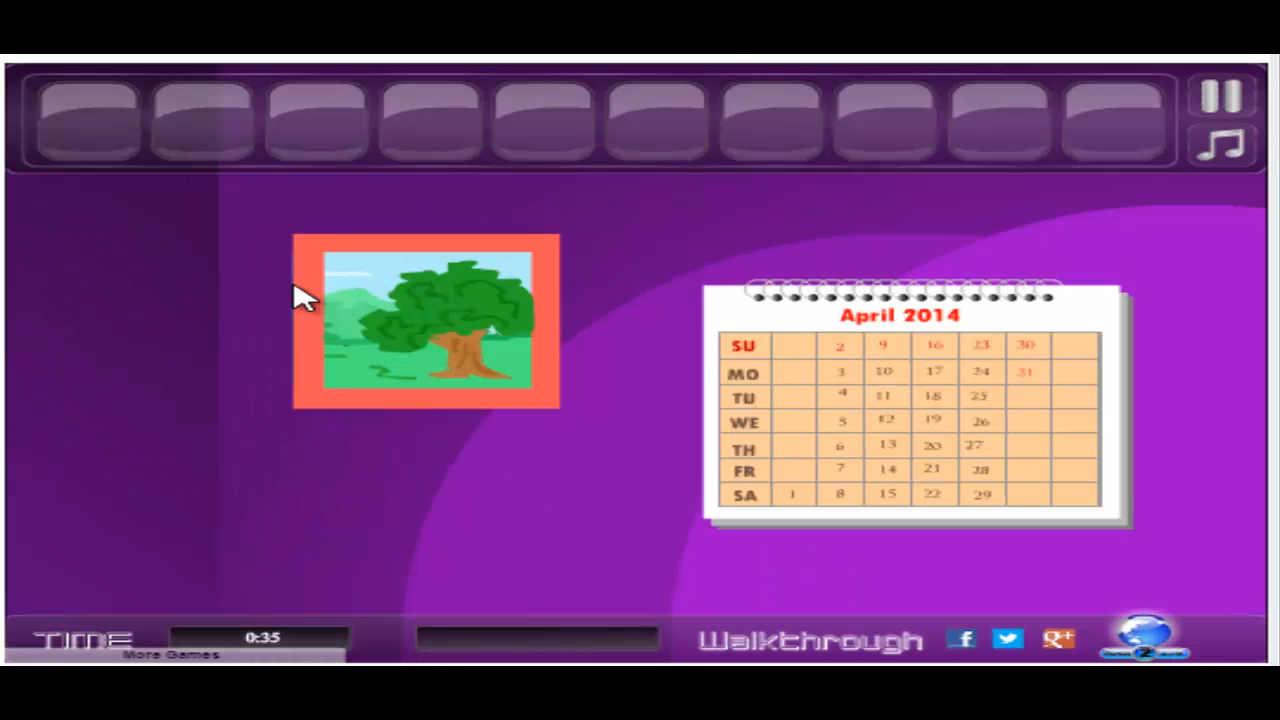 April 2014
SU 2 9 16 23 30
MO 3 10 17 24 31
TU 4 11 18 25
WE 5 12 19 26
TH 6 13 20 27
FR 7 14 21 28
SA 1 8 15 22 29
TIME 0:35 Walkthrough f g+
More Games
2